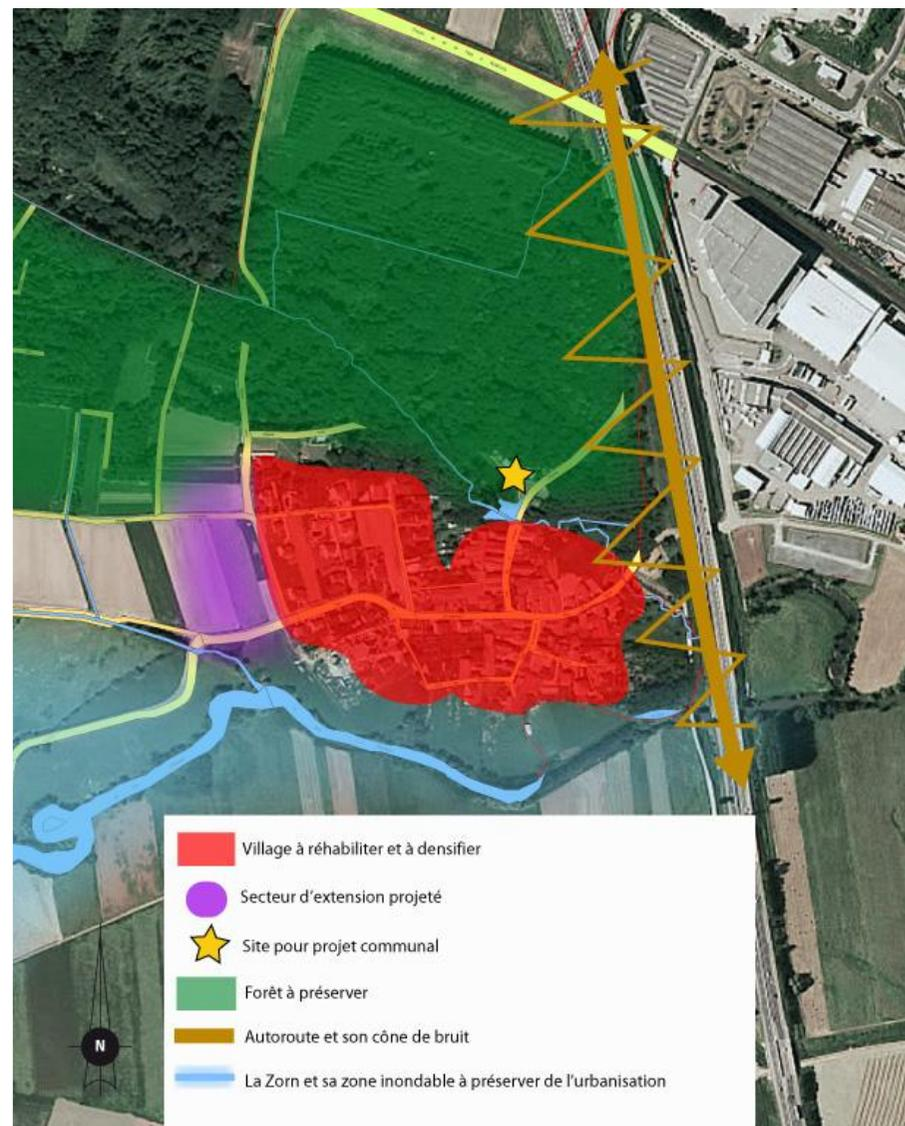 Village à réhabiliter et à densifier
Secteur d'extension projeté
Site pour projet communal
Forêt à préserver
Autoroute et son cône de bruit
N
La Zorn et sa zone inondable à préserver de l'urbanisation